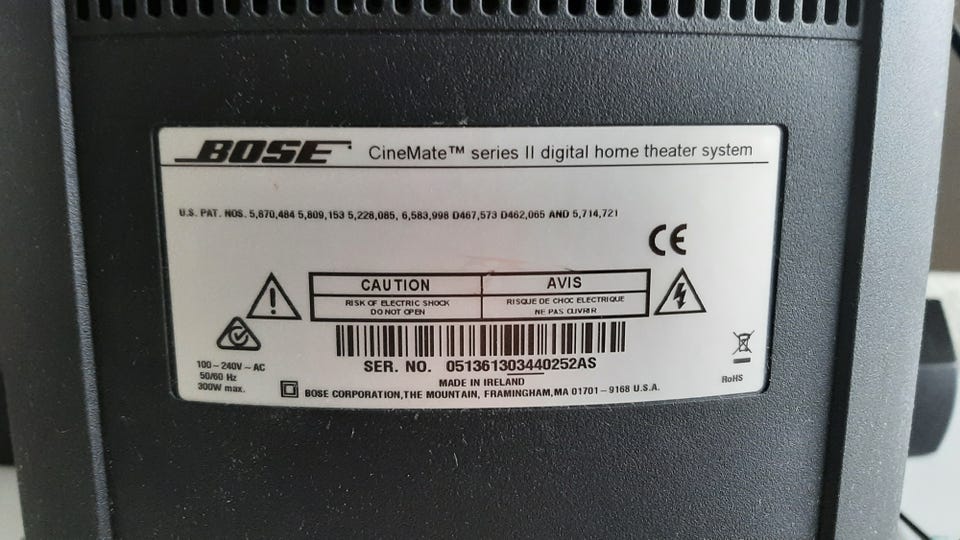 BOSE CineMate™ series II digital home theater system
U.S. PAT. NOS. 5,870,484 5,809,153 5,228,085, 6,583,998 D467,573 D462,065 AND 5,714,721
CE
CAUTION AVIS
RISK OF ELECTRIC SHOCK RISQUE DE CHOC ELECTRIQUE
DO NOT OPEN NE PAS OUVRIR
SER. NO. 051361303440252AS
100～240V～AC
50/60 Hz
300W max.
MADE IN IRELAND
BOSE CORPORATION,THE MOUNTAIN, FRAMINGHAM,MA 01701–9168 U.S.A.
RoHS